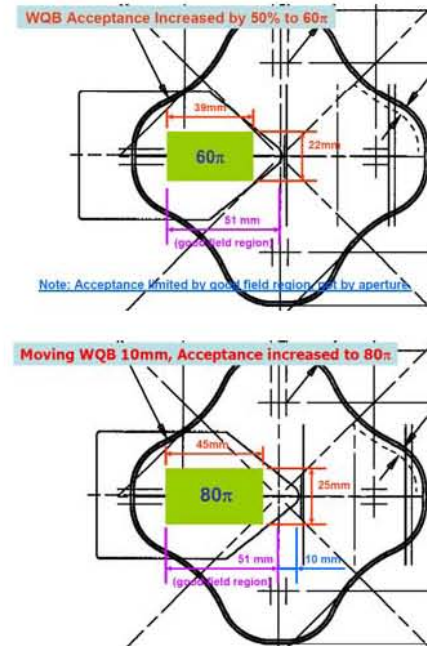 WQB Acceptance Increased by 50% to 60π
39mm
60π
22mm
51 mm
(good field region)
Note: Acceptance limited by good field region, not by aperture
Moving WQB 10mm, Acceptance increased to 80π
45mm
80π
25mm
51 mm
10 mm
(good field region)